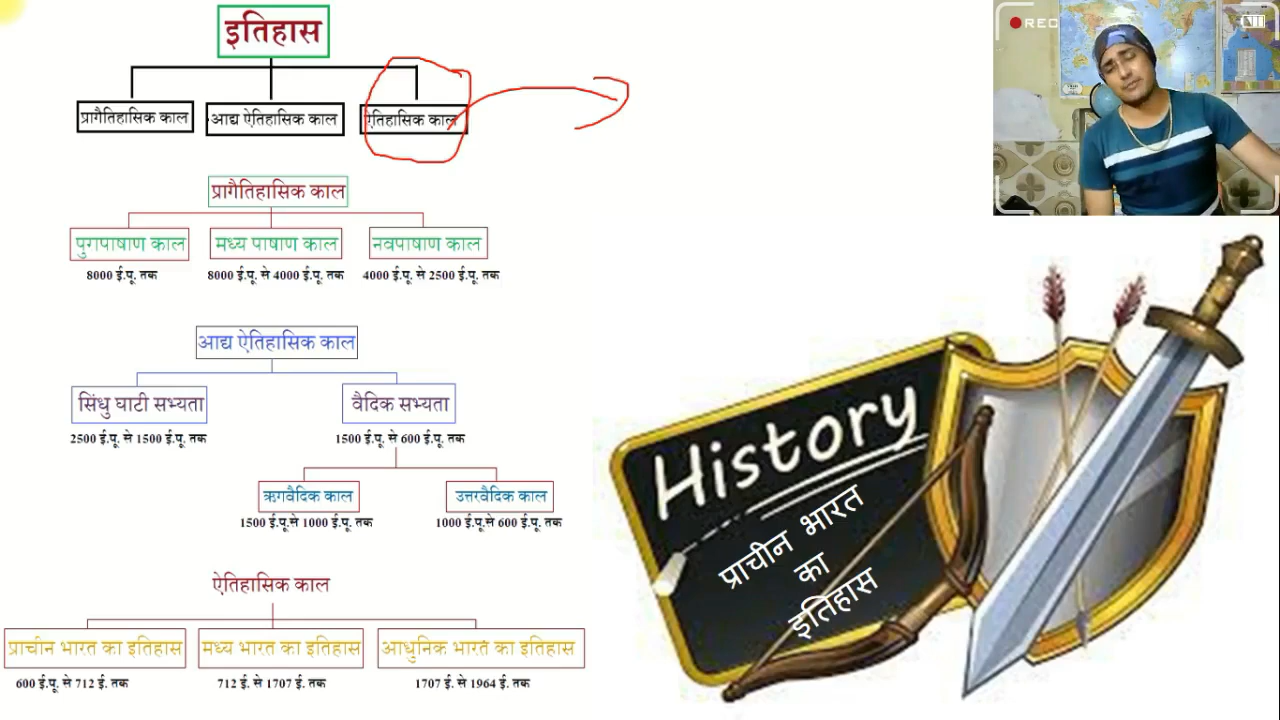 इतिहास
प्रागैतिहासिक काल
आद्य ऐतिहासिक काल
ऐतिहासिक काल
प्रागैतिहासिक काल
पुरापाषाण काल
मध्य पाषाण काल
नवपाषाण काल
8000 ई.पू. तक
8000 ई.पू. से 4000 ई.पू. तक
4000 ई.पू. से 2500 ई.पू. तक
आद्य ऐतिहासिक काल
सिंधु घाटी सभ्यता
वैदिक सभ्यता
2500 ई.पू. से 1500 ई.पू. तक
1500 ई.पू. से 600 ई.पू. तक
ऋगवैदिक काल
उत्तरवैदिक काल
1500 ई.पू.से 1000 ई.पू. तक
1000 ई.पू.से 600 ई.पू. तक
ऐतिहासिक काल
प्राचीन भारत का इतिहास
मध्य भारत का इतिहास
आधुनिक भारत का इतिहास
600 ई.पू. से 712 ई. तक
712 ई. से 1707 ई. तक
1707 ई. से 1964 ई. तक
REC
History
प्राचीन भारत
का
इतिहास